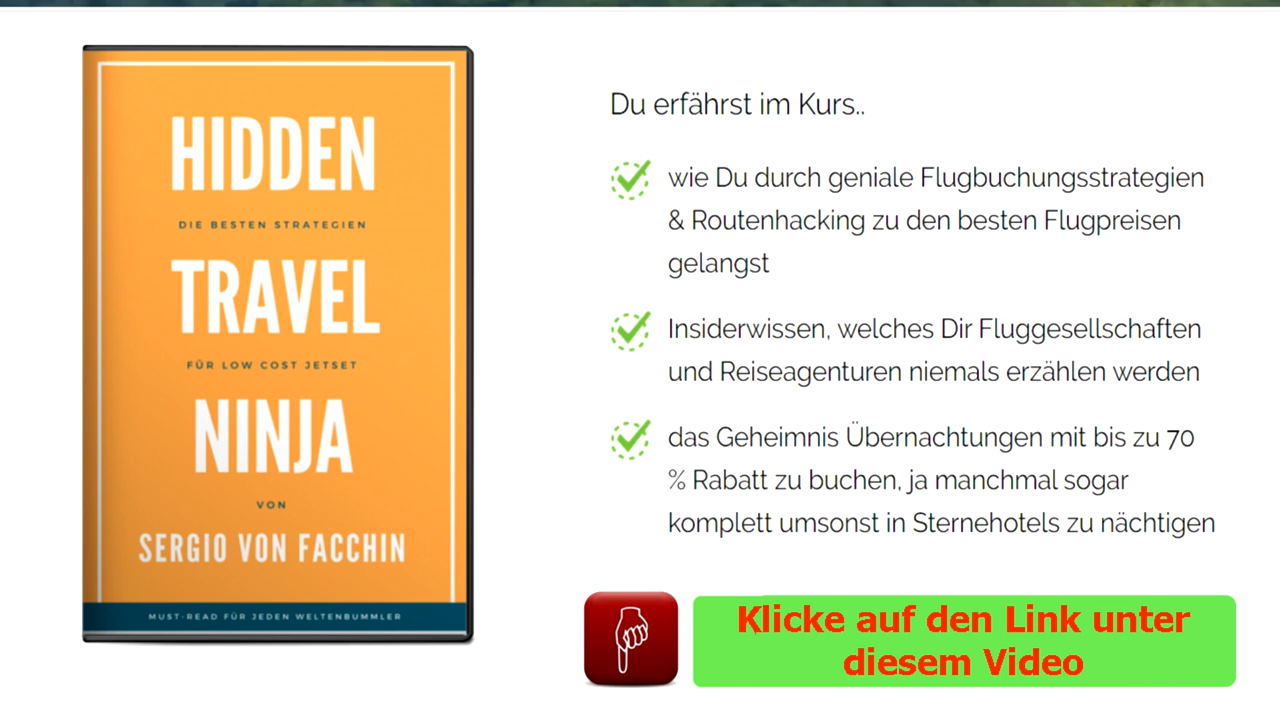 HIDDEN
DIE BESTEN STRATEGIEN
TRAVEL
FÜR LOW COST JETSET
NINJA
VON
SERGIO VON FACCHIN
MUST-READ FÜR JEDEN WELTENBUMMLER
Du erfährst im Kurs..
wie Du durch geniale Flugbuchungsstrategien
& Routenhacking zu den besten Flugpreisen
gelangst
Insiderwissen, welches Dir Fluggesellschaften
und Reiseagenturen niemals erzählen werden
das Geheimnis Übernachtungen mit bis zu 70
% Rabatt zu buchen, ja manchmal sogar
komplett umsonst in Sternehotels zu nächtigen
Klicke auf den Link unter
diesem Video